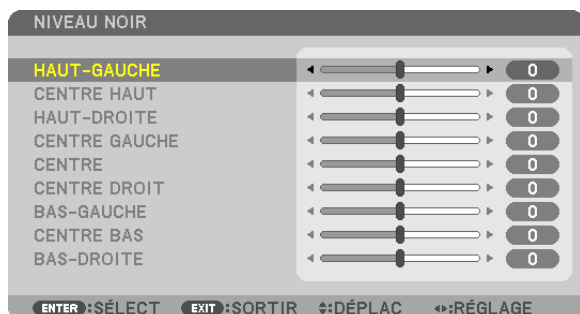 NIVEAU NOIR
HAUT-GAUCHE 0
CENTRE HAUT 0
HAUT-DROITE 0
CENTRE GAUCHE 0
CENTRE 0
CENTRE DROIT 0
BAS-GAUCHE 0
CENTRE BAS 0
BAS-DROITE 0
ENTER:SÉLECT EXIT:SORTIR :DÉPLAC :RÉGLAGE